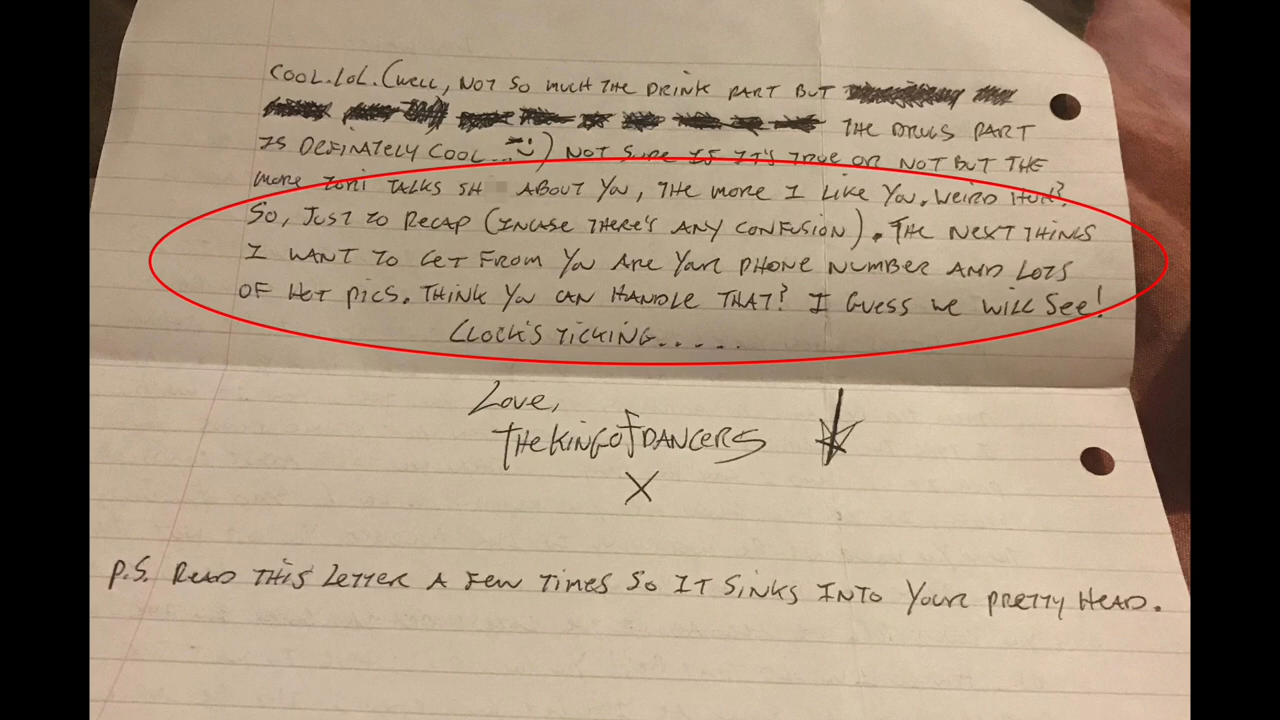 COOL.LOL.(WELL, NOT SO MUCH THE DRINK PART BUT
THE DRUGS PART
IS DEFINATELY COOL...) NOT SURE IF IT'S TRUE OR NOT BUT THE
MORE TORI TALKS SH ABOUT YOU, THE MORE I LIKE YOU. WEIRD HUH?
SO, JUST TO RECAP (INCASE THERE'S ANY CONFUSION). THE NEXT THINGS
I WANT TO GET FROM YOU ARE YOUR PHONE NUMBER AND LOTS
OF HOT PICS. THINK YOU CAN HANDLE THAT? I GUESS WE WILL SEE!
CLOCK'S TICKING.....
LOVE,
THEKINGOFDANCERS
X
P.S. READ THIS LETTER A FEW TIMES SO IT SINKS INTO YOUR PRETTY HEAD.